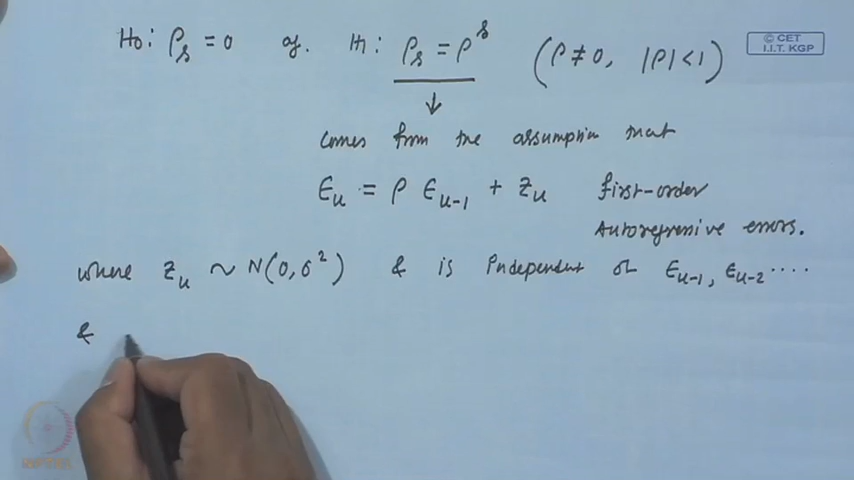 H0: ρs = 0 ag. H1: ρs = ρ^s (ρ ≠ 0, |ρ| < 1)
© CET
I.I.T. KGP
↓
comes from the assumption that
ϵu = ρ ϵu-1 + zu first-order
Autoregressive errors.
where zu ~ N(0, σ²) & is independent of ϵu-1, ϵu-2 ....
&
NPTEL